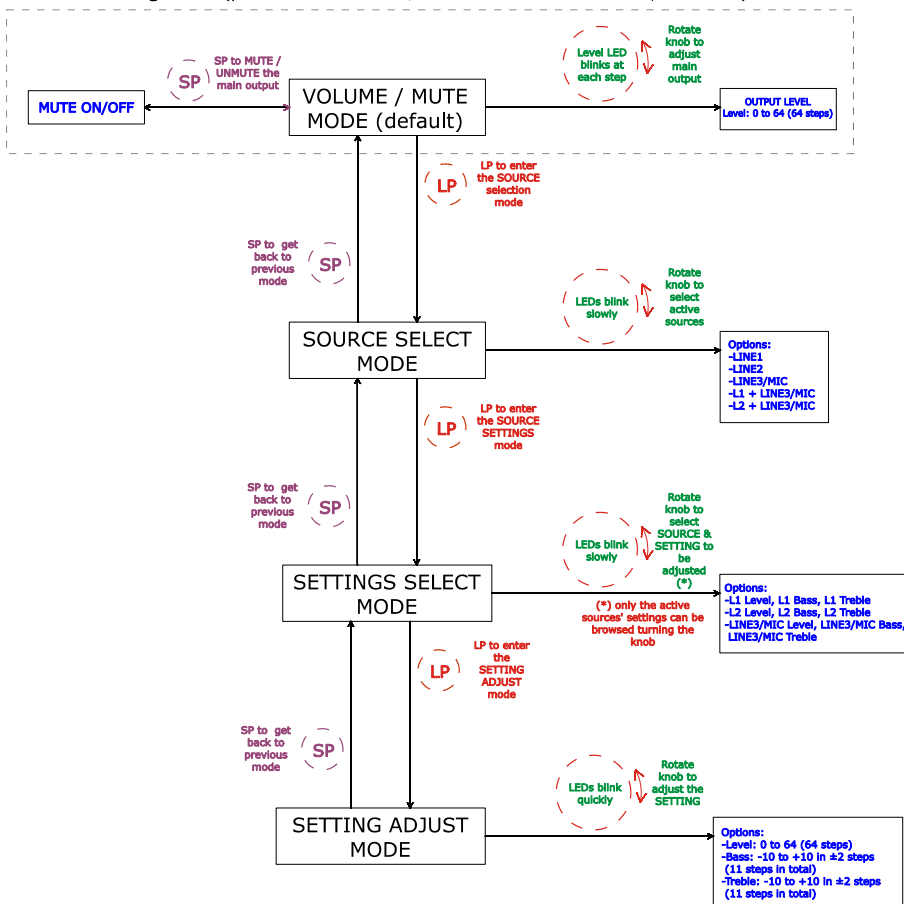 Level LED
blinks at
each step
Rotate
knob to
adjust
main
output
SP to MUTE /
UNMUTE the
main output
SP
MUTE ON/OFF
VOLUME / MUTE
MODE (default)
OUTPUT LEVEL
Level: 0 to 64 (64 steps)
LP to enter
the SOURCE
selection
mode
LP
SP to get
back to
previous
mode
SP
LEDs blink
slowly
Rotate
knob to
select
active
sources
SOURCE SELECT
MODE
Options:
-LINE1
-LINE2
-LINE3/MIC
-L1 + LINE3/MIC
-L2 + LINE3/MIC
LP to enter
the SOURCE
SETTINGS
mode
LP
SP to get
back to
previous
mode
SP
LEDs blink
slowly
Rotate
knob to
select
SOURCE &
SETTING to
be
adjusted
(*)
SETTINGS SELECT
MODE
(*) only the active
sources' settings can be
browsed turning the
knob
Options:
-L1 Level, L1 Bass, L1 Treble
-L2 Level, L2 Bass, L2 Treble
-LINE3/MIC Level, LINE3/MIC Bass,
LINE3/MIC Treble
LP to enter
the
SETTING
ADJUST
mode
LP
SP to get
back to
previous
mode
SP
LEDs blink
quickly
Rotate
knob to
adjust the
SETTING
SETTING ADJUST
MODE
Options:
-Level: 0 to 64 (64 steps)
-Bass: -10 to +10 in ±2 steps
(11 steps in total)
-Treble: -10 to +10 in ±2 steps
(11 steps in total)